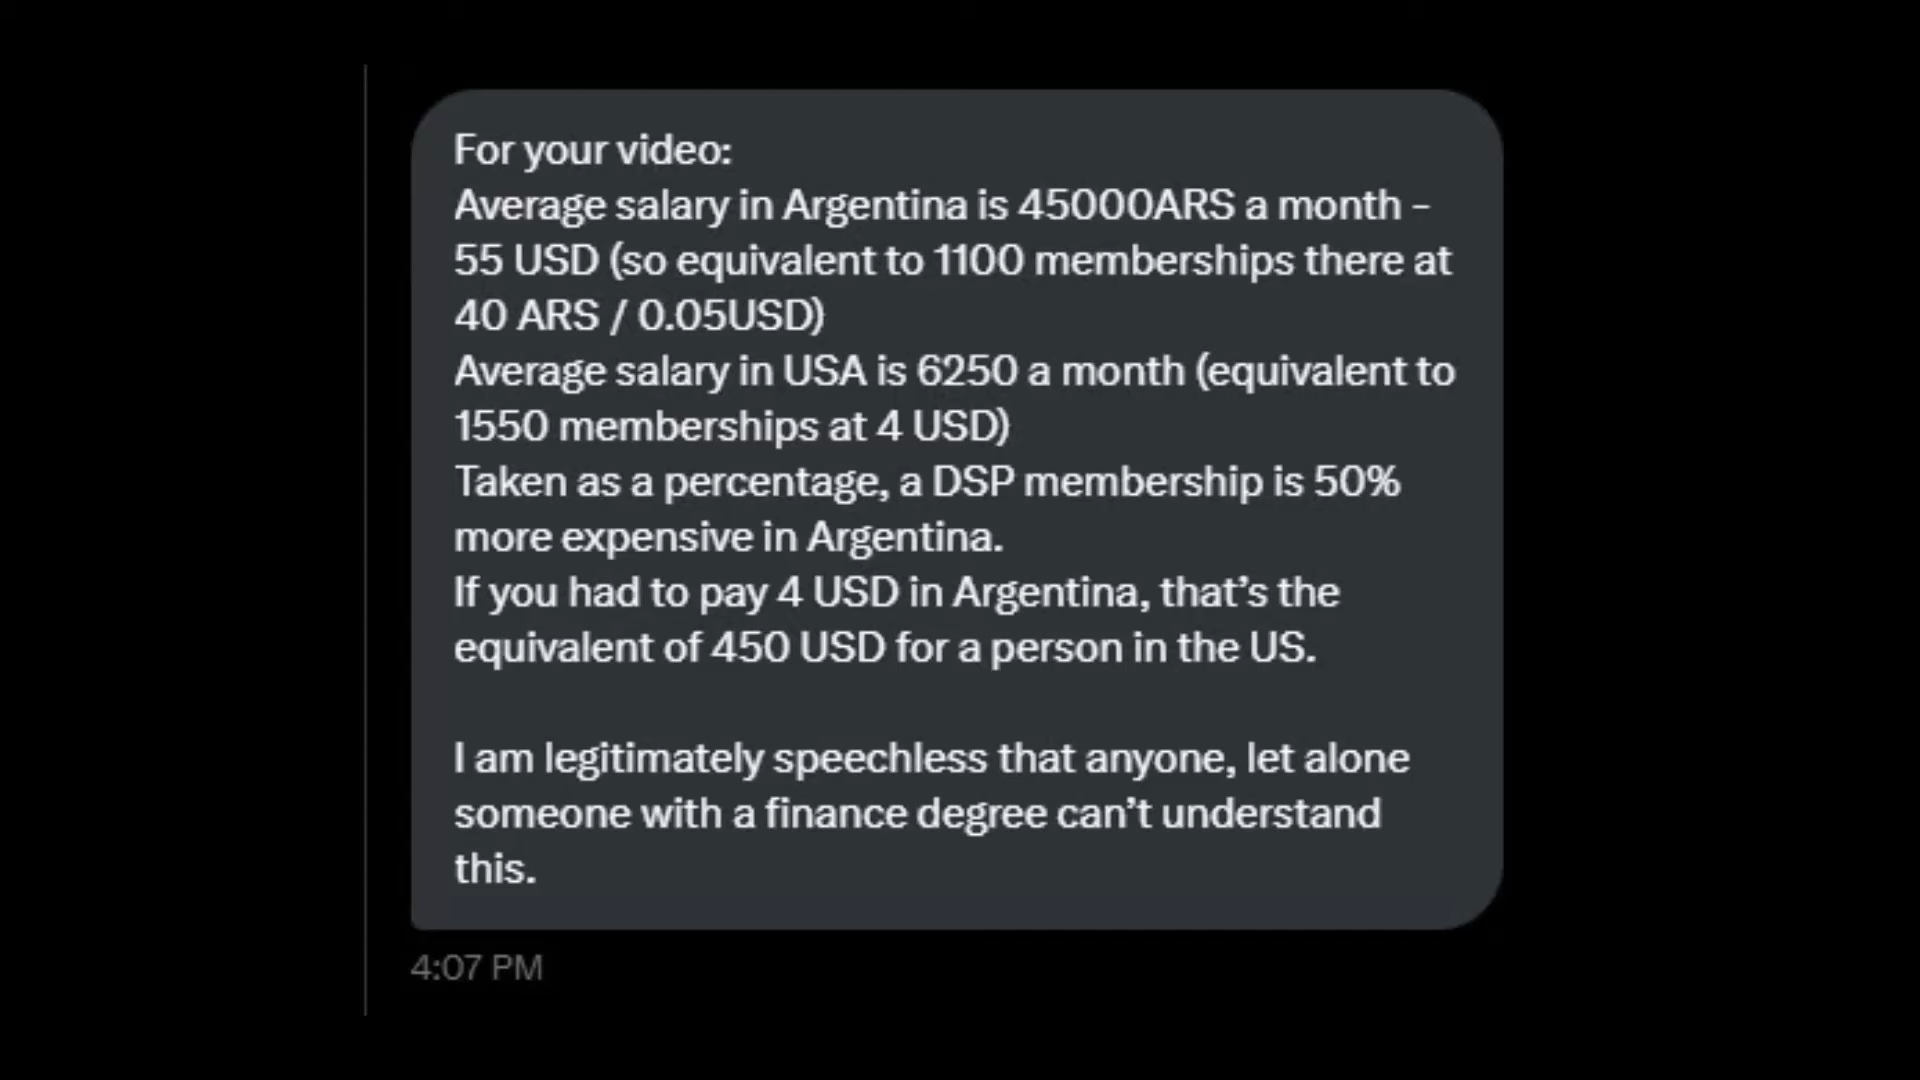 For your video:
Average salary in Argentina is 45000ARS a month -
55 USD (so equivalent to 1100 memberships there at
40 ARS / 0.05USD)
Average salary in USA is 6250 a month (equivalent to
1550 memberships at 4 USD)
Taken as a percentage, a DSP membership is 50%
more expensive in Argentina.
If you had to pay 4 USD in Argentina, that’s the
equivalent of 450 USD for a person in the US.
I am legitimately speechless that anyone, let alone
someone with a finance degree can’t understand
this.
4:07 PM